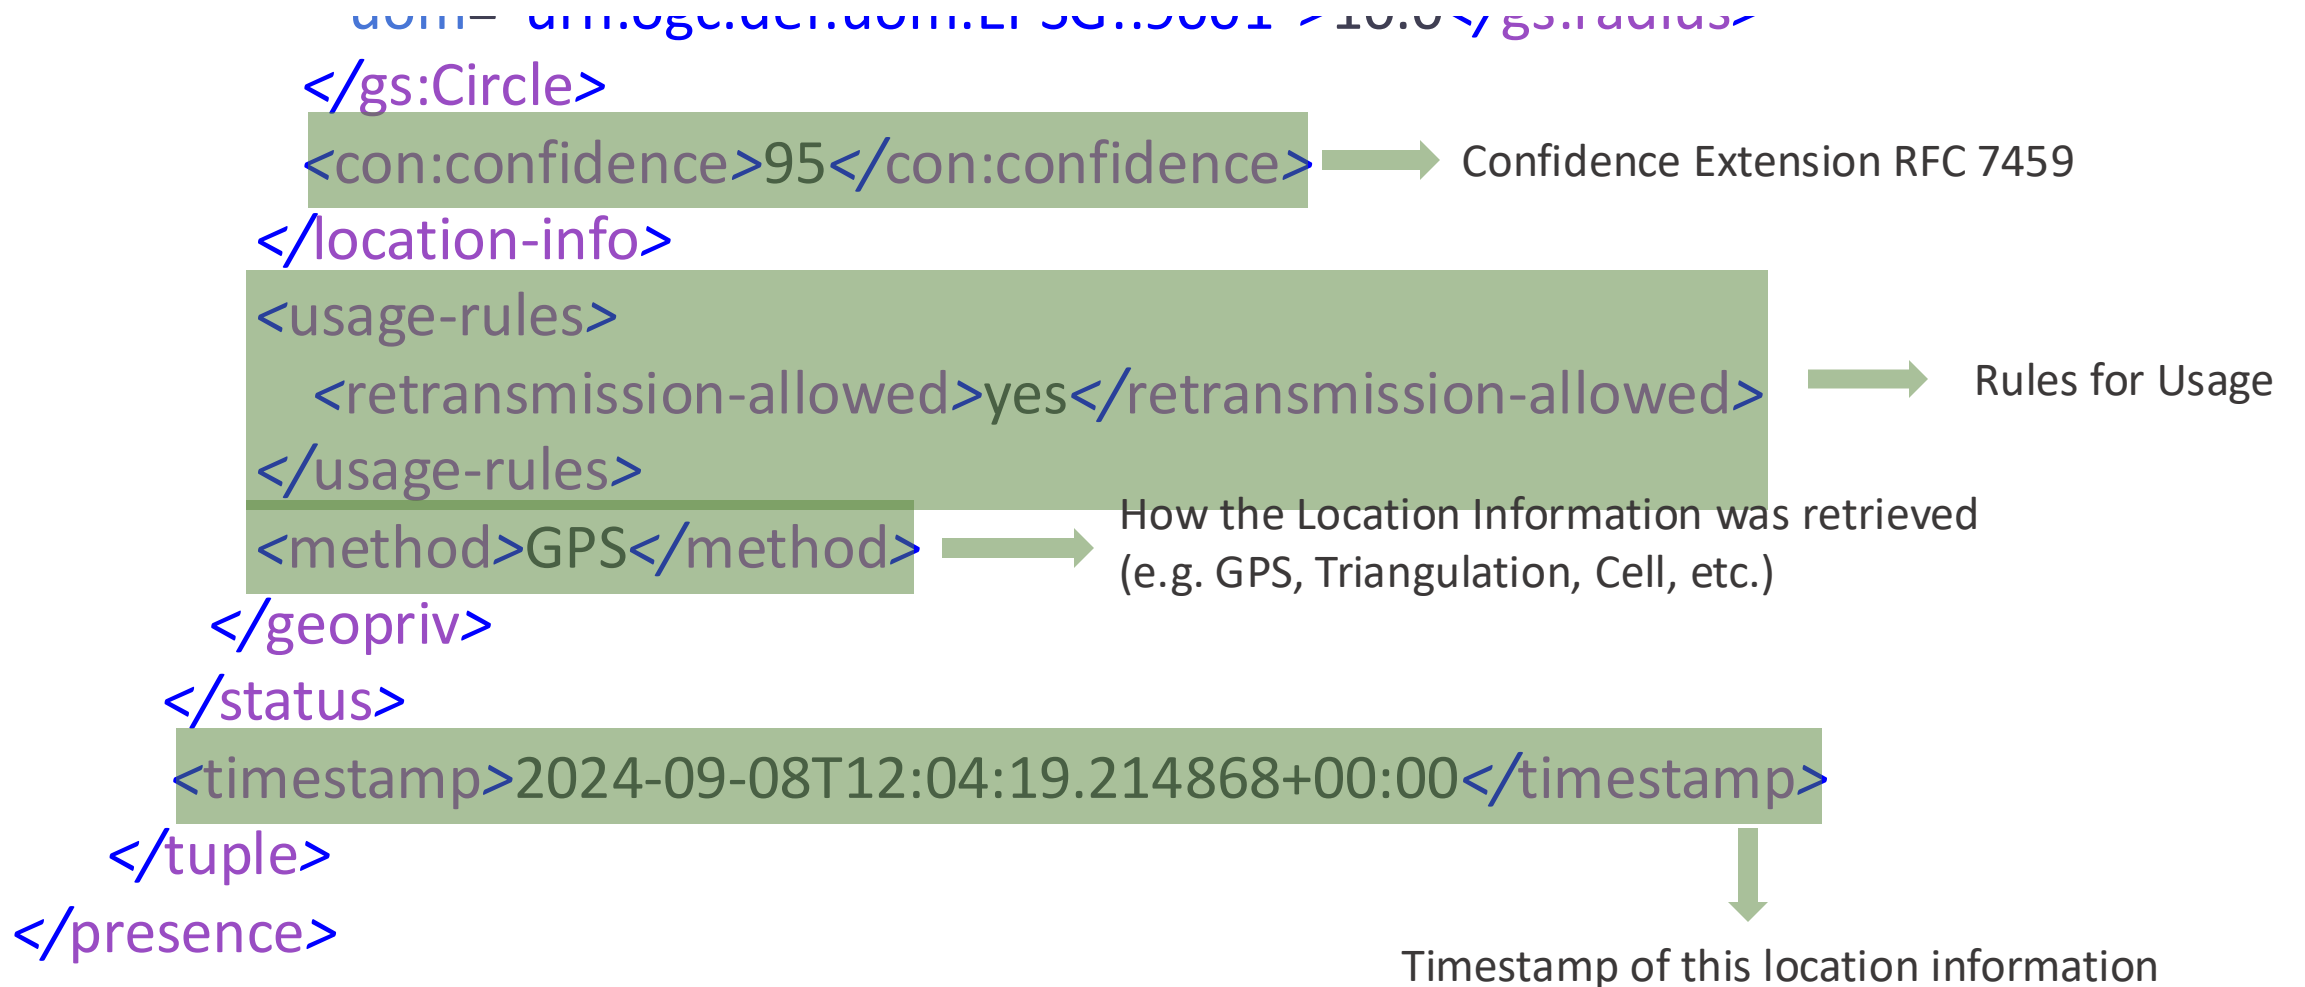 </gs:Circle>
<con:confidence>95</con:confidence>
Confidence Extension RFC 7459
</location-info>
<usage-rules>
<retransmission-allowed>yes</retransmission-allowed>
Rules for Usage
</usage-rules>
How the Location Information was retrieved
<method>GPS</method>
(e.g. GPS, Triangulation, Cell, etc.)
</geopriv>
</status>
<timestamp>2024-09-08T12:04:19.214868+00:00</timestamp>
</tuple>
</presence>
Timestamp of this location information